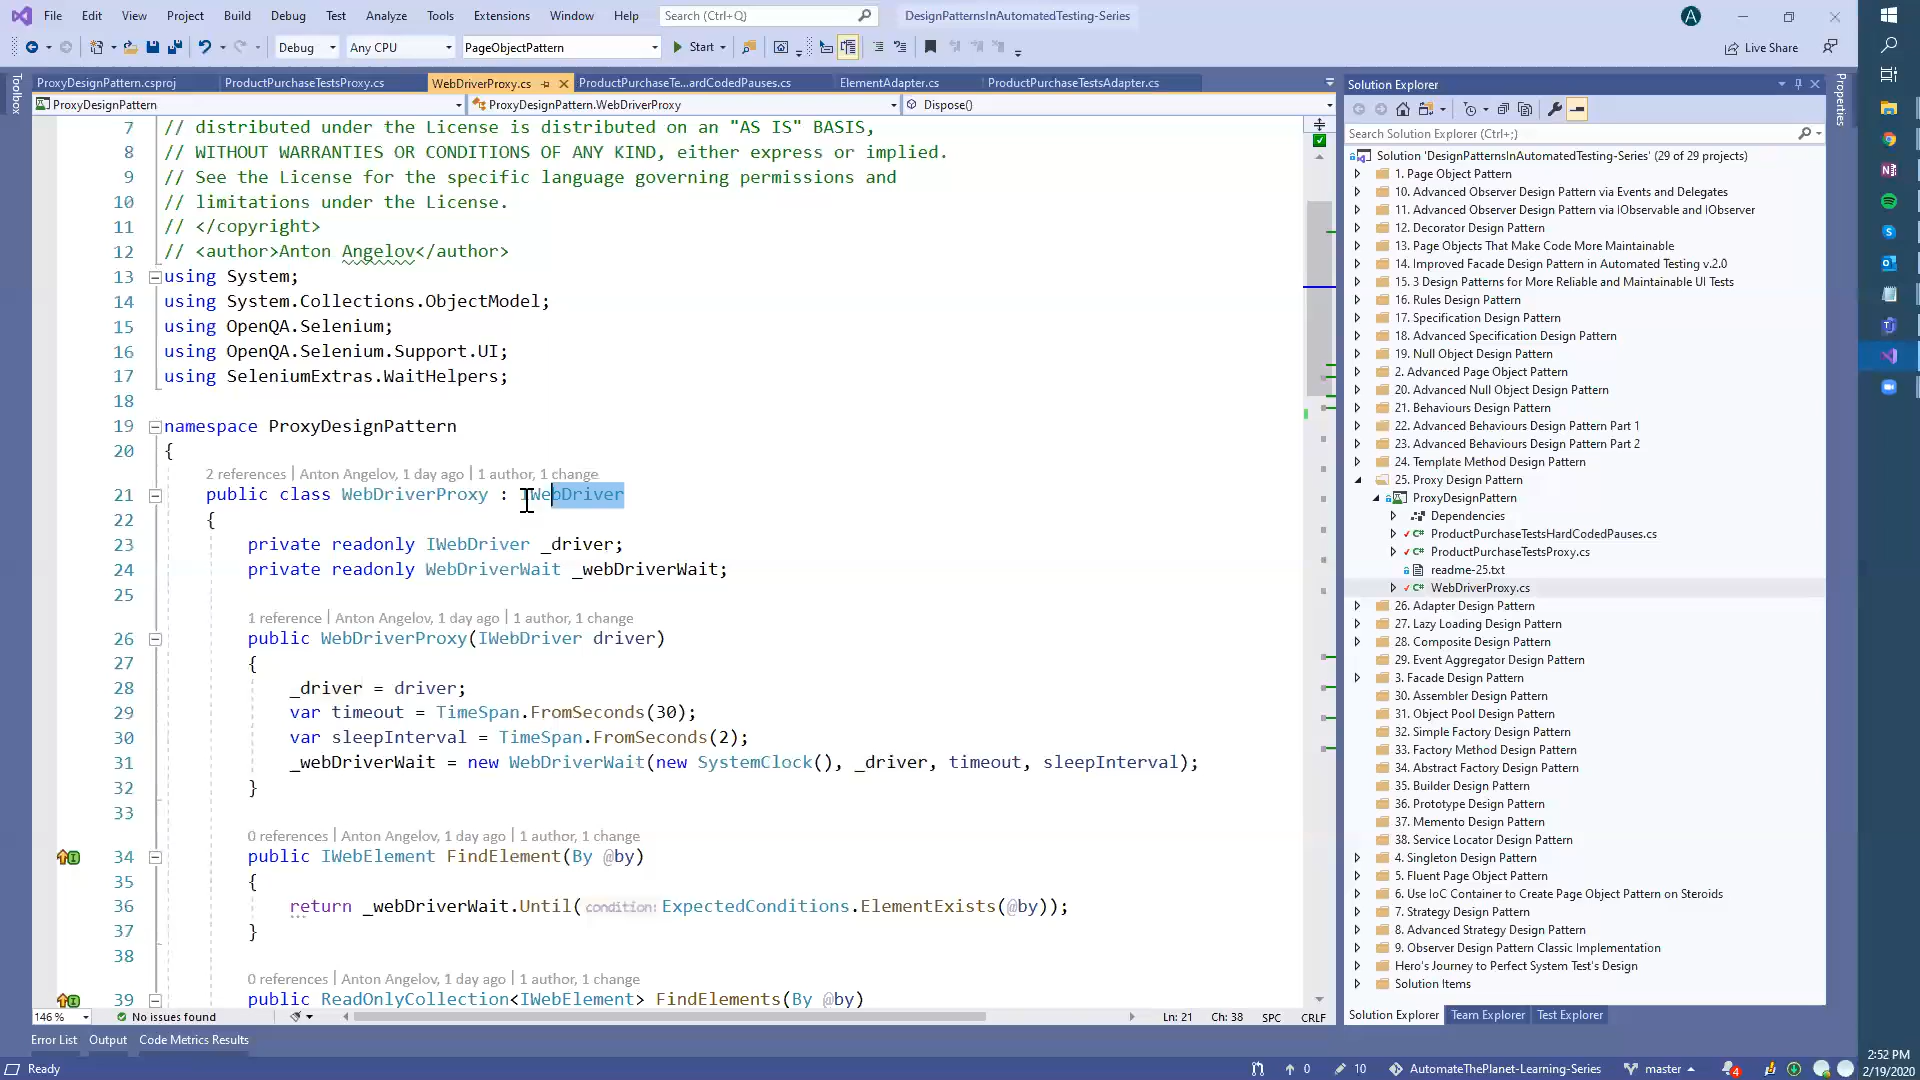 File Edit View Project Build Debug Test Analyze Tools Extensions Window Help Search (Ctrl+Q) DesignPatternsInAutomatedTesting-Series A
Debug Any CPU PageObjectPattern Start Live Share
Toolbox
ProxyDesignPattern.csproj ProductPurchaseTestsProxy.cs WebDriverProxy.cs ProductPurchaseTe...ardCodedPauses.cs ElementAdapter.cs ProductPurchaseTestsAdapter.cs
ProxyDesignPattern ProxyDesignPattern.WebDriverProxy Dispose()
7 // distributed under the License is distributed on an "AS IS" BASIS,
8 // WITHOUT WARRANTIES OR CONDITIONS OF ANY KIND, either express or implied.
9 // See the License for the specific language governing permissions and
10 // limitations under the License.
11 // </copyright>
12 // <author>Anton Angelov</author>
13 using System;
14 using System.Collections.ObjectModel;
15 using OpenQA.Selenium;
16 using OpenQA.Selenium.Support.UI;
17 using SeleniumExtras.WaitHelpers;
18
19 namespace ProxyDesignPattern
20 {
2 references | Anton Angelov, 1 day ago | 1 author, 1 change
21 public class WebDriverProxy : IWebDriver
22 {
23 private readonly IWebDriver _driver;
24 private readonly WebDriverWait _webDriverWait;
25
1 reference | Anton Angelov, 1 day ago | 1 author, 1 change
26 public WebDriverProxy(IWebDriver driver)
27 {
28 _driver = driver;
29 var timeout = TimeSpan.FromSeconds(30);
30 var sleepInterval = TimeSpan.FromSeconds(2);
31 _webDriverWait = new WebDriverWait(new SystemClock(), _driver, timeout, sleepInterval);
32 }
33
0 references | Anton Angelov, 1 day ago | 1 author, 1 change
34 public IWebElement FindElement(By @by)
35 {
36 return _webDriverWait.Until(condition: ExpectedConditions.ElementExists(@by));
37 }
38
0 references | Anton Angelov, 1 day ago | 1 author, 1 change
39 public ReadOnlyCollection<IWebElement> FindElements(By @by)
146 % No issues found Ln: 21 Ch: 38 SPC CRLF
Error List Output Code Metrics Results
Ready 0 10 AutomateThePlanet-Learning-Series master 4
Solution Explorer
Properties
Search Solution Explorer (Ctrl+;)
Solution 'DesignPatternsInAutomatedTesting-Series' (29 of 29 projects)
1. Page Object Pattern
10. Advanced Observer Design Pattern via Events and Delegates
11. Advanced Observer Design Pattern via IObservable and IObserver
12. Decorator Design Pattern
13. Page Objects That Make Code More Maintainable
14. Improved Facade Design Pattern in Automated Testing v.2.0
15. 3 Design Patterns for More Reliable and Maintainable UI Tests
16. Rules Design Pattern
17. Specification Design Pattern
18. Advanced Specification Design Pattern
19. Null Object Design Pattern
2. Advanced Page Object Pattern
20. Advanced Null Object Design Pattern
21. Behaviours Design Pattern
22. Advanced Behaviours Design Pattern Part 1
23. Advanced Behaviours Design Pattern Part 2
24. Template Method Design Pattern
25. Proxy Design Pattern
ProxyDesignPattern
Dependencies
ProductPurchaseTestsHardCodedPauses.cs
ProductPurchaseTestsProxy.cs
readme-25.txt
WebDriverProxy.cs
26. Adapter Design Pattern
27. Lazy Loading Design Pattern
28. Composite Design Pattern
29. Event Aggregator Design Pattern
3. Facade Design Pattern
30. Assembler Design Pattern
31. Object Pool Design Pattern
32. Simple Factory Design Pattern
33. Factory Method Design Pattern
34. Abstract Factory Design Pattern
35. Builder Design Pattern
36. Prototype Design Pattern
37. Memento Design Pattern
38. Service Locator Design Pattern
4. Singleton Design Pattern
5. Fluent Page Object Pattern
6. Use IoC Container to Create Page Object Pattern on Steroids
7. Strategy Design Pattern
8. Advanced Strategy Design Pattern
9. Observer Design Pattern Classic Implementation
Hero's Journey to Perfect System Test's Design
Solution Items
Solution Explorer Team Explorer Test Explorer
2:52 PM
2/19/2020